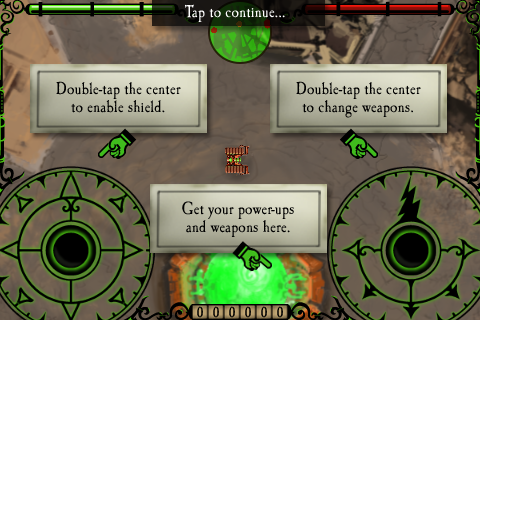 Tap to continue...
Double-tap the center
to enable shield.
Double-tap the center
to change weapons.
Get your power-ups
and weapons here.
000000